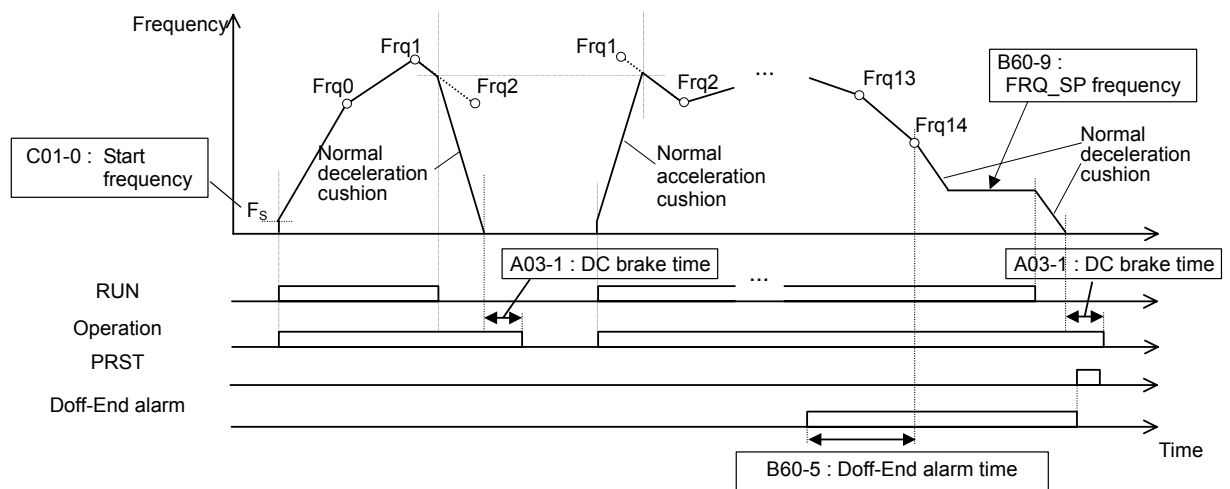 Frequency
Frq1
Frq0
Frq2
Frq1
Frq2
...
Frq13
Frq14
B60-9 :
FRQ_SP frequency
C01-0 : Start
frequency
FS
Normal
deceleration
cushion
Normal
acceleration
cushion
Normal
deceleration
cushion
A03-1 : DC brake time
A03-1 : DC brake time
RUN
...
Operation
PRST
Doff-End alarm
Time
B60-5 : Doff-End alarm time